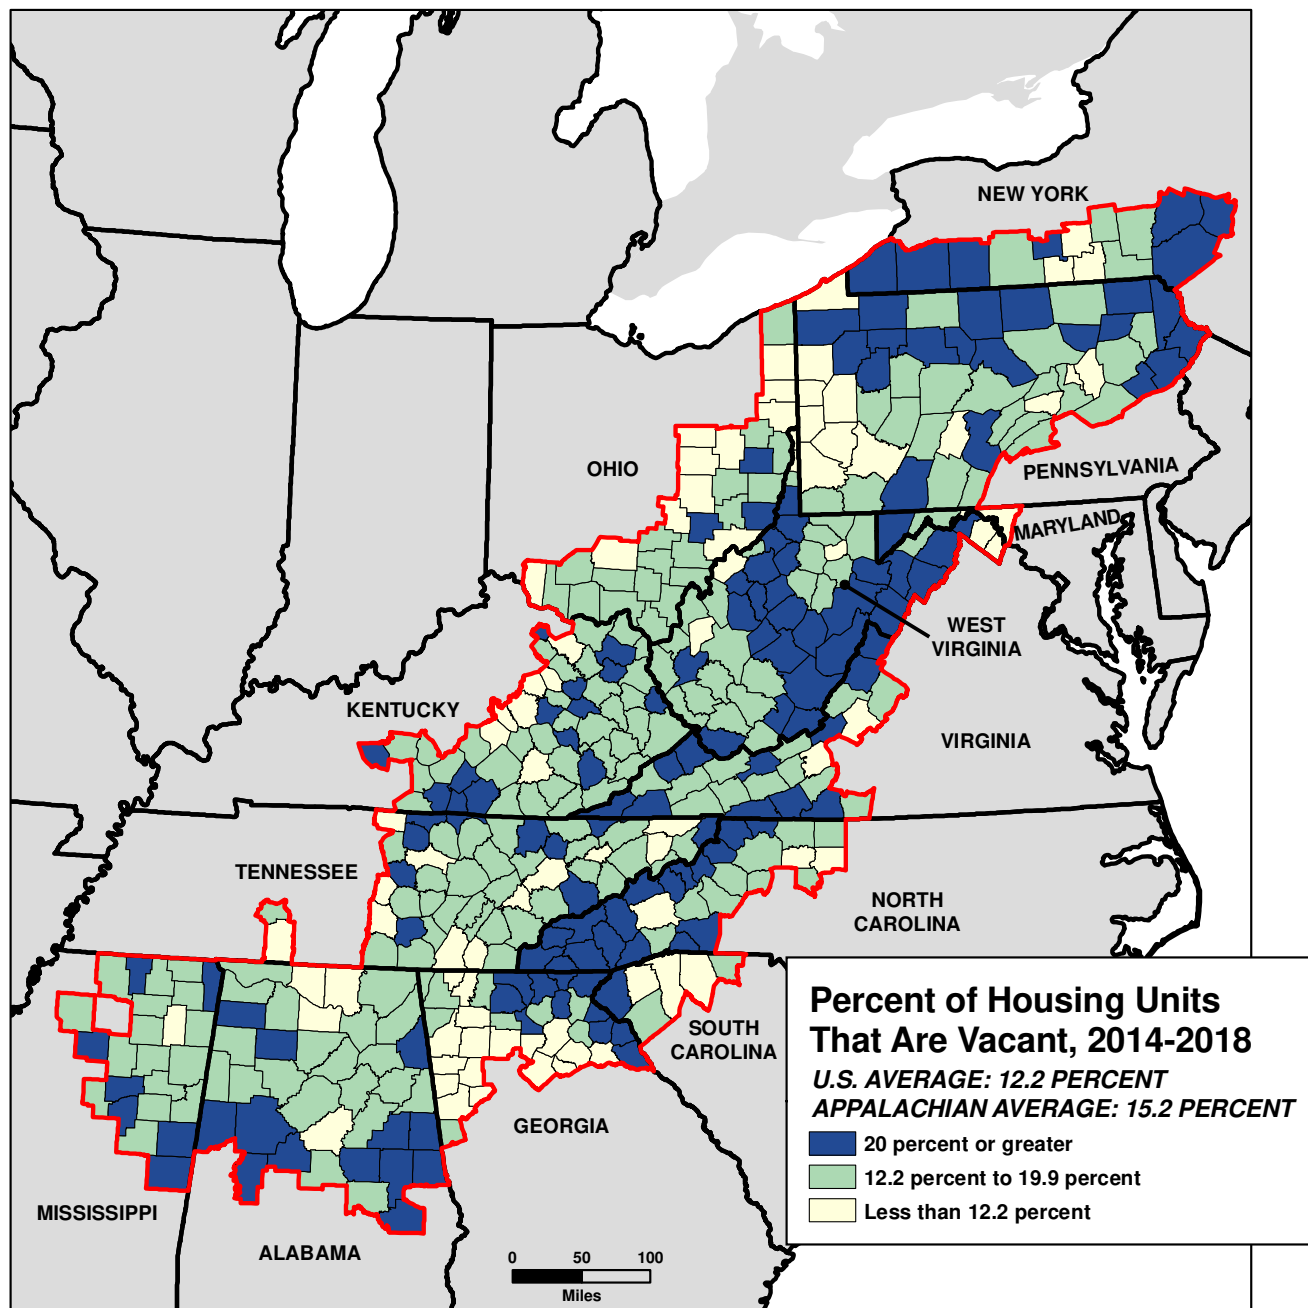 NEW YORK
OHIO
PENNSYLVANIA
MARYLAND
WEST
VIRGINIA
KENTUCKY
VIRGINIA
TENNESSEE
NORTH
CAROLINA
SOUTH
CAROLINA
GEORGIA
MISSISSIPPI
ALABAMA
Percent of Housing Units
That Are Vacant, 2014-2018
U.S. AVERAGE: 12.2 PERCENT
APPALACHIAN AVERAGE: 15.2 PERCENT
20 percent or greater
12.2 percent to 19.9 percent
Less than 12.2 percent
0 50 100
Miles